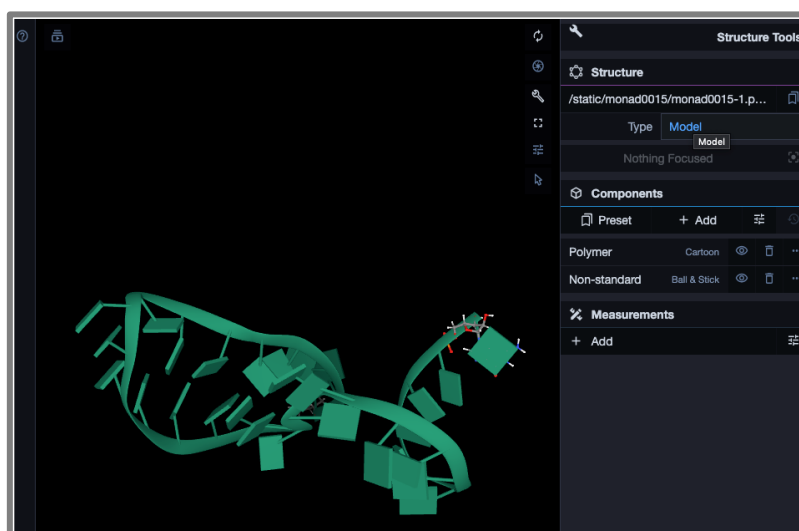 Structure Tools
Structure
/static/monad0015/monad0015-1.p...
Type Model
Model
Nothing Focused
Components
Preset + Add
Polymer Cartoon
Non-standard Ball & Stick
Measurements
+ Add